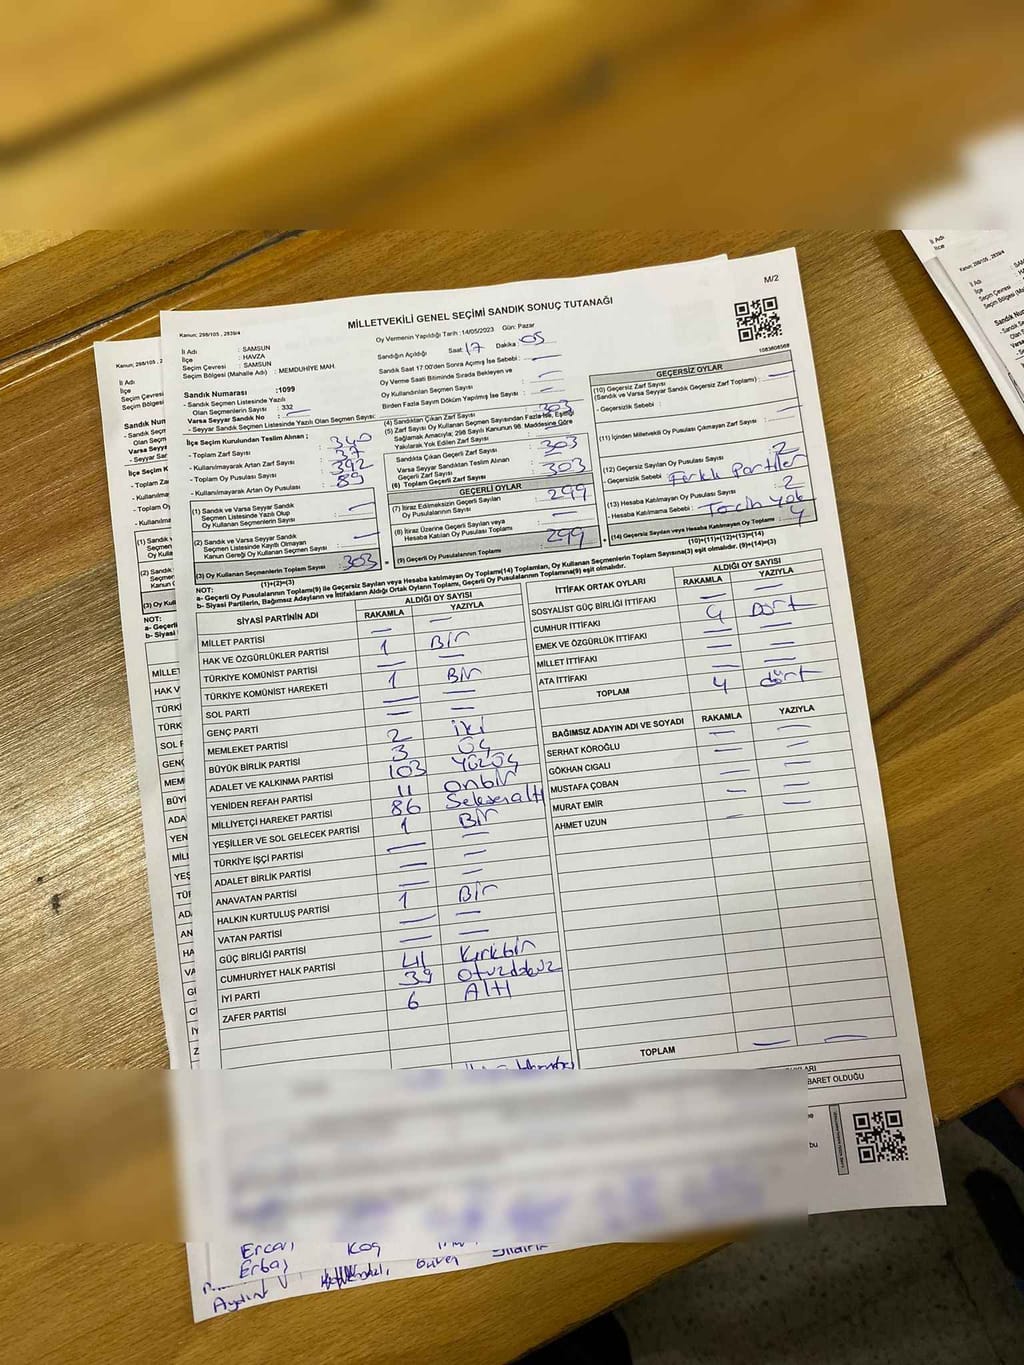 M/2
MİLLETVEKİLİ GENEL SEÇİMİ SANDIK SONUÇ TUTANAĞI
Kanun; 298/105 , 2839/4
Oy Vermenin Yapıldığı Tarih : 14/05/2023 Gün: Pazar
1083608568
İl Adı : SAMSUN
İlçe : HAVZA
Seçim Çevresi : SAMSUN
Seçim Bölgesi (Mahalle Adı) : MEMDUHİYE MAH.
Sandık Numarası :1099
- Sandık Seçmen Listesinde Yazılı
Olan Seçmenlerin Sayısı : 332
Varsa Seyyar Sandık No : —
- Seyyar Sandık Seçmen Listesinde Yazılı Olan Seçmen Sayısı:
İlçe Seçim Kurulundan Teslim Alınan ;
- Toplam Zarf Sayısı : 340
- Kullanılmayarak Artan Zarf Sayısı : 37
- Toplam Oy Pusulası Sayısı : 392
- Kullanılmayarak Artan Oy Pusulası : 89
(1) Sandık ve Varsa Seyyar Sandık
Seçmen Listesinde Yazılı Olup
Oy Kullanan Seçmenlerin Sayısı : —
(2) Sandık ve Varsa Seyyar Sandık
Seçmen Listelerinde Kayıtlı Olmayan
Kanun Gereği Oy Kullanan Seçmen Sayısı : —
(3) Oy Kullanan Seçmenlerin Toplam Sayısı : 303
(1)+(2)=(3)
Sandığın Açıldığı Saat 17 Dakika 05
Sandık Saat 17.00'den Sonra Açılmış İse Sebebi : —
Oy Verme Saati Bitiminde Sırada Bekleyen ve
Oy Kullandırılan Seçmen Sayısı : —
Birden Fazla Sayım Döküm Yapılmış İse Sayısı : —
(4) Sandıktan Çıkan Zarf Sayısı : 303
(5) Zarf Sayısı Oy Kullanan Seçmen Sayısından Fazla İse, Eşitliği
Sağlamak Amacıyla; 298 Sayılı Kanunun 98. Maddesine Göre
Yakılarak Yok Edilen Zarf Sayısı : —
Sandıkta Çıkan Geçerli Zarf Sayısı : 303
Varsa Seyyar Sandıktan Teslim Alınan
Geçerli Zarf Sayısı : —
(6) Toplam Geçerli Zarf Sayısı : 303
GEÇERLİ OYLAR
(7) İtiraz Edilmeksizin Geçerli Sayılan
Oy Pusulası Sayısı : 299
(8) İtiraz Üzerine Geçerli Sayılan veya
Hesaba Katılan Oy Pusulası Toplamı : —
(9) Geçerli Oy Pusulalarının Toplamı : 299
GEÇERSİZ OYLAR
(10) Geçersiz Zarf Sayısı
(Sandık ve Varsa Seyyar Sandık Geçersiz Zarf Toplamı) : —
- Geçersizlik Sebebi :
(11) İçinden Milletvekili Oy Pusulası Çıkmayan Zarf Sayısı
(12) Geçersiz Sayılan Oy Pusulası Sayısı : 2
- Geçersizlik Sebebi : Farklı Partiler
(13) Hesaba Katılmayan Oy Pusulası Sayısı : 2
- Hesaba Katılmama Sebebi : Tercih yok
(14) Geçersiz Sayılan veya Hesaba Katılmayan Oy Toplamı : 4
(10)+(11)+(12)+(13)=(14)
NOT:
a- Geçerli Oy Pusulasının Toplamı(9) ile Geçersiz Sayılan veya Hesaba katılmayan Oy Toplamı(14) Toplamları, Oy Kullanan Seçmenlerin Toplam Sayısına(3) eşit olmalıdır. (9)+(14)=(3)
b- Siyasi Partilerin, Bağımsız Adayların ve İttifakların Aldığı Ortak Oyların Toplamı, Geçerli Oy Pusulalarının Toplamına(9) eşit olmalıdır.
SİYASİ PARTİNİN ADI ALDIĞI OY SAYISI
RAKAMLA YAZIYLA
MİLLET PARTİSİ — —
HAK VE ÖZGÜRLÜKLER PARTİSİ 1 Bir
TÜRKİYE KOMÜNİST PARTİSİ — —
TÜRKİYE KOMÜNİST HAREKETİ 1 Bir
SOL PARTİ — —
GENÇ PARTİ — —
MEMLEKET PARTİSİ 2 iki
BÜYÜK BİRLİK PARTİSİ 3 Üç
ADALET VE KALKINMA PARTİSİ 103 Yüzüç
YENİDEN REFAH PARTİSİ 11 onbir
MİLLİYETÇİ HAREKET PARTİSİ 86 Seksenaltı
YEŞİLLER VE SOL GELECEK PARTİSİ 1 Bir
TÜRKİYE İŞÇİ PARTİSİ — —
ADALET BİRLİK PARTİSİ — —
ANAVATAN PARTİSİ — —
HALKIN KURTULUŞ PARTİSİ 1 Bir
VATAN PARTİSİ — —
GÜÇ BİRLİĞİ PARTİSİ — —
CUMHURİYET HALK PARTİSİ 41 Kırkbir
İYİ PARTİ 39 otuzdokuz
ZAFER PARTİSİ 6 Altı
İTTİFAK ORTAK OYLARI ALDIĞI OY SAYISI
RAKAMLA YAZIYLA
SOSYALİST GÜÇ BİRLİĞİ İTTİFAKI — —
CUMHUR İTTİFAKI 4 Dört
EMEK VE ÖZGÜRLÜK İTTİFAKI — —
MİLLET İTTİFAKI — —
ATA İTTİFAKI — —
TOPLAM 4 dört
BAĞIMSIZ ADAYIN ADI VE SOYADI RAKAMLA YAZIYLA
SERHAT KÖROĞLU — —
GÖKHAN CIGALI — —
MUSTAFA ÇOBAN — —
MURAT EMİR — —
AHMET UZUN — —
TOPLAM — —
BARET OLDUĞU
bu
Ercan Koç
Erbaş
Güven
Aydın